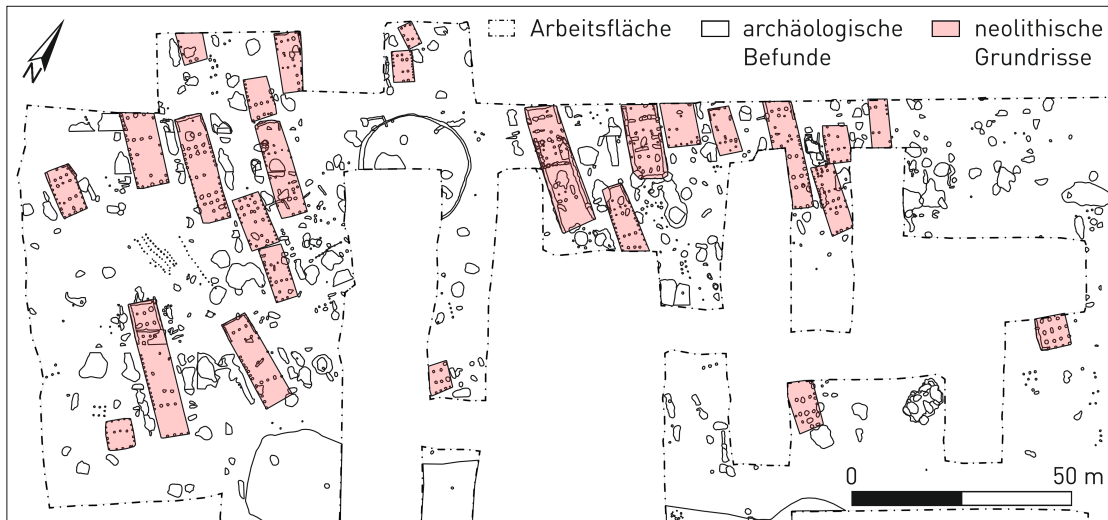 N
Arbeitsfläche
archäologische
Befunde
neolithische
Grundrisse
0
50 m